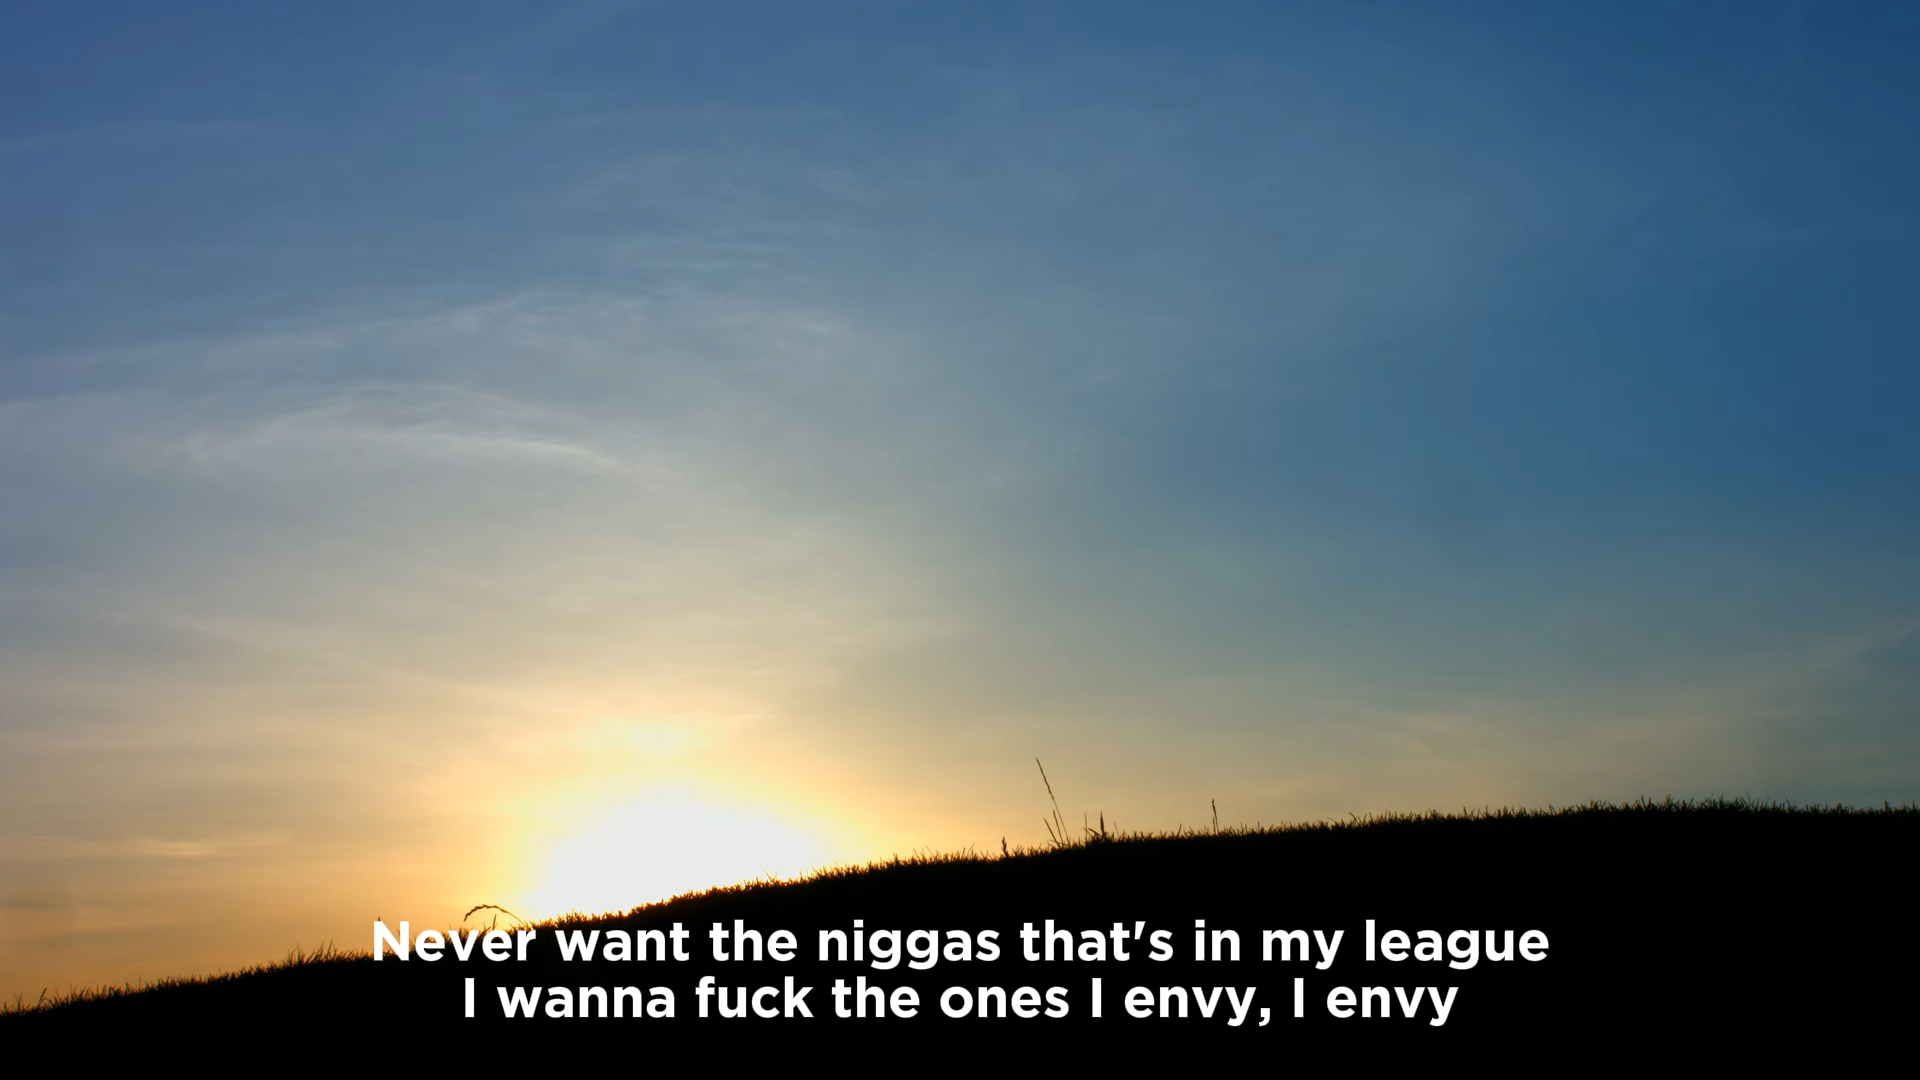 Never want the niggas that's in my league
I wanna fuck the ones I envy, I envy